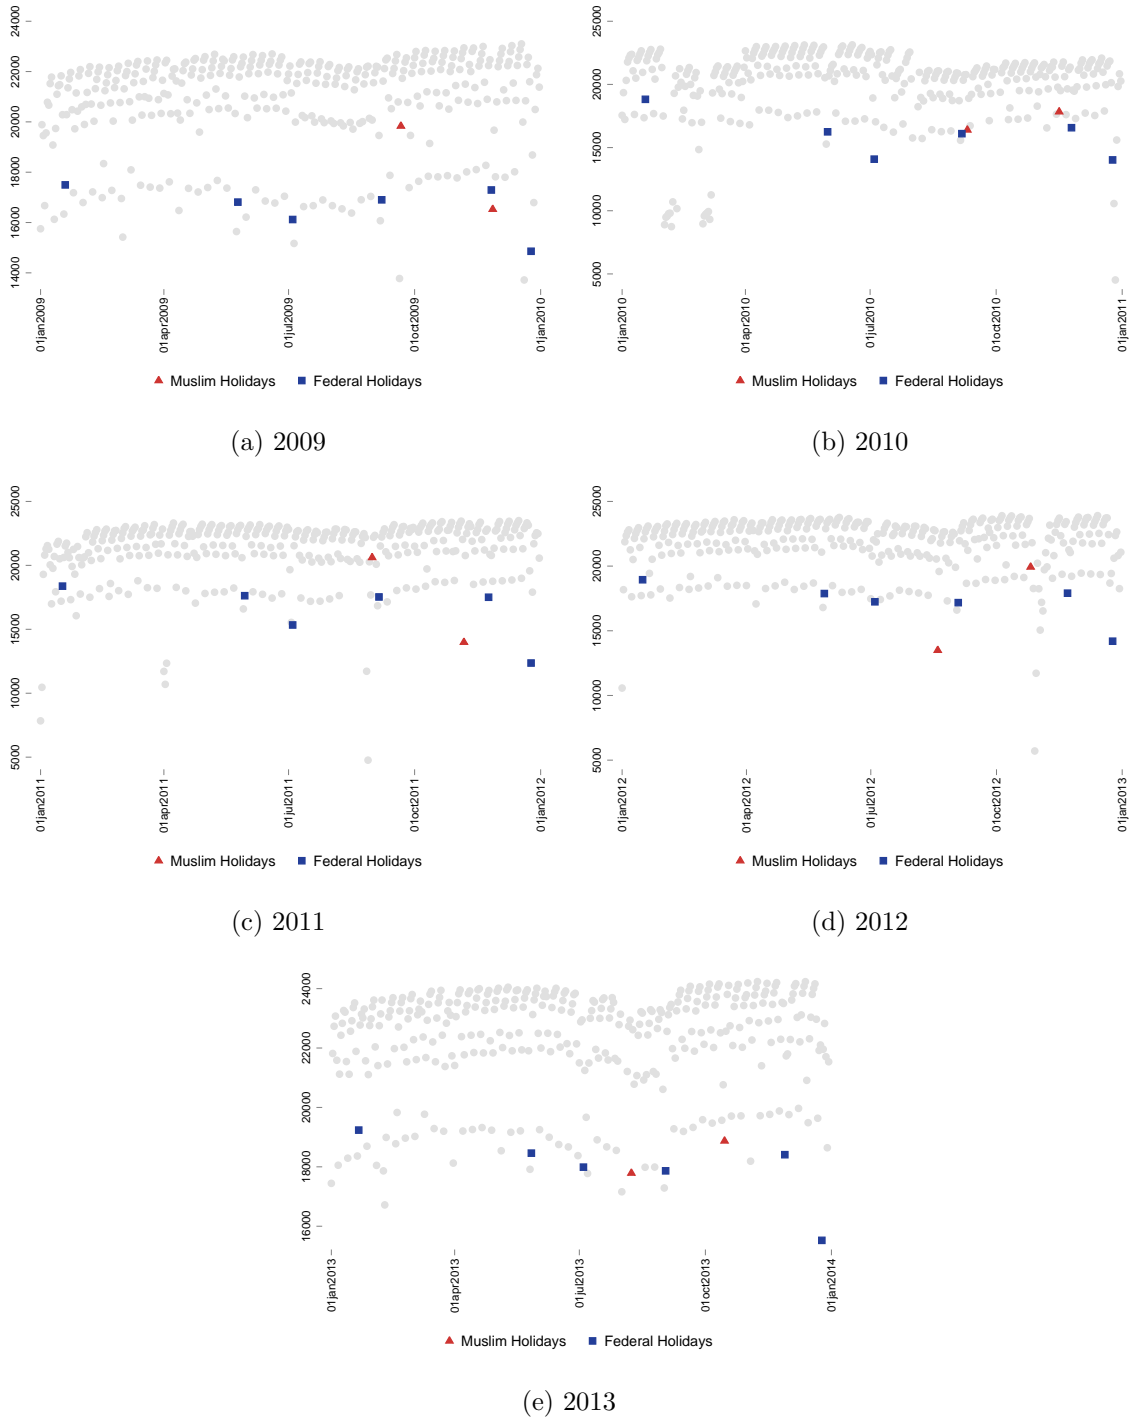 24000
22000
20000
18000
16000
14000
01jan2009
01apr2009
01jul2009
01oct2009
01jan2010
Muslim Holidays Federal Holidays
(a) 2009
25000
20000
15000
10000
5000
01jan2010
01apr2010
01jul2010
01oct2010
01jan2011
Muslim Holidays Federal Holidays
(b) 2010
25000
20000
15000
10000
5000
01jan2011
01apr2011
01jul2011
01oct2011
01jan2012
Muslim Holidays Federal Holidays
(c) 2011
25000
20000
15000
10000
5000
01jan2012
01apr2012
01jul2012
01oct2012
01jan2013
Muslim Holidays Federal Holidays
(d) 2012
24000
22000
20000
18000
16000
01jan2013
01apr2013
01jul2013
01oct2013
01jan2014
Muslim Holidays Federal Holidays
(e) 2013